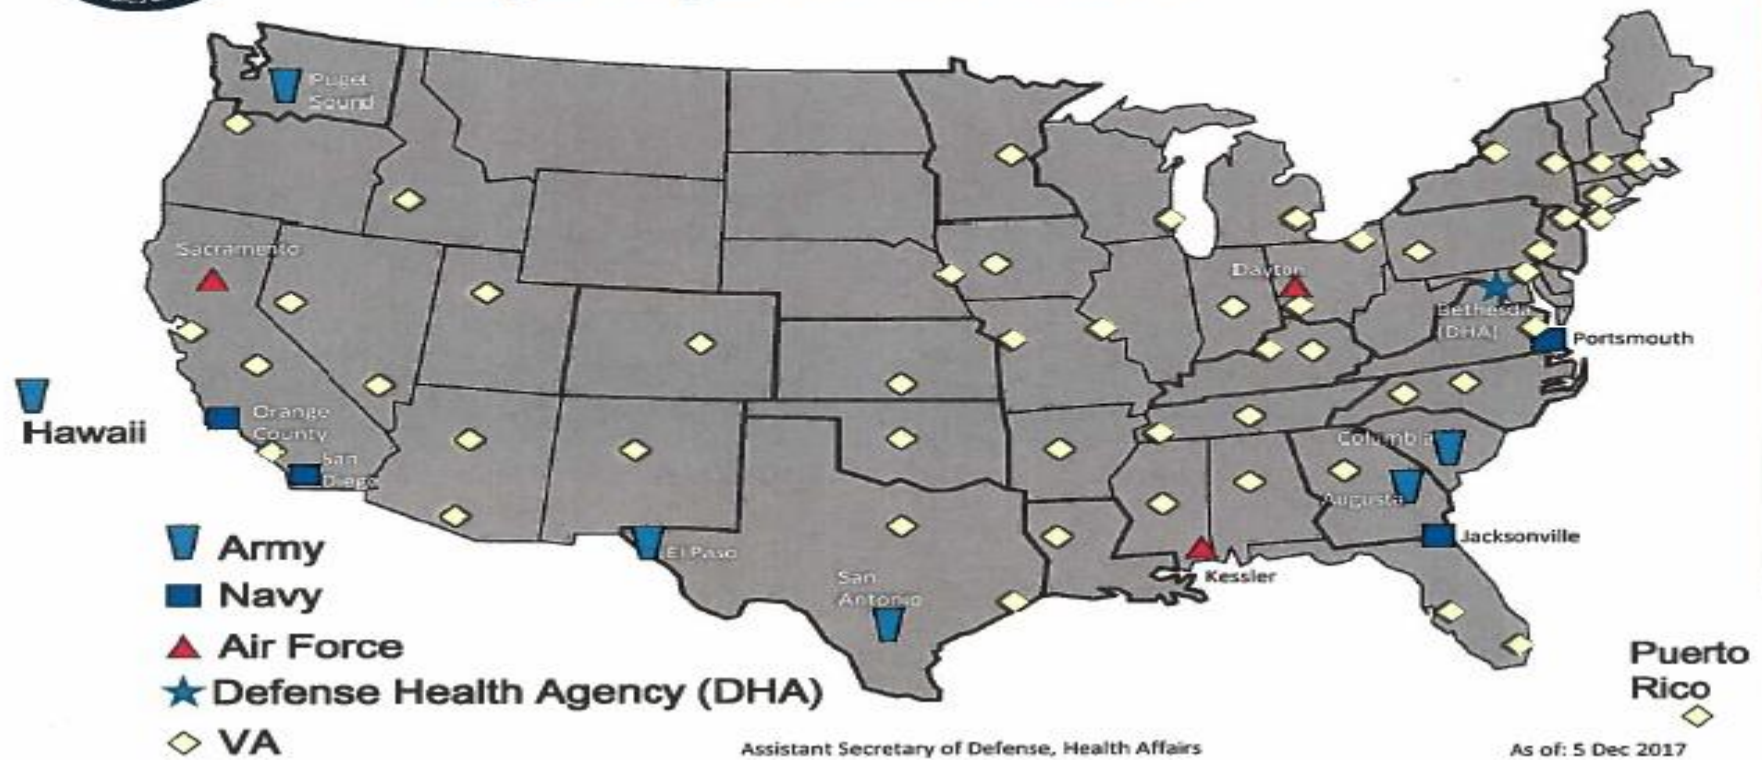 Puget
Sound
Sacramento
Dayton
Bethesda
(DHA)
Portsmouth
Hawaii
Orange
County
San
Diego
Columbia
Augusta
Jacksonville
El Paso
Kessler
San
Antonio
Army
Navy
Air Force
Defense Health Agency (DHA)
VA
Puerto
Rico
Assistant Secretary of Defense, Health Affairs
As of: 5 Dec 2017